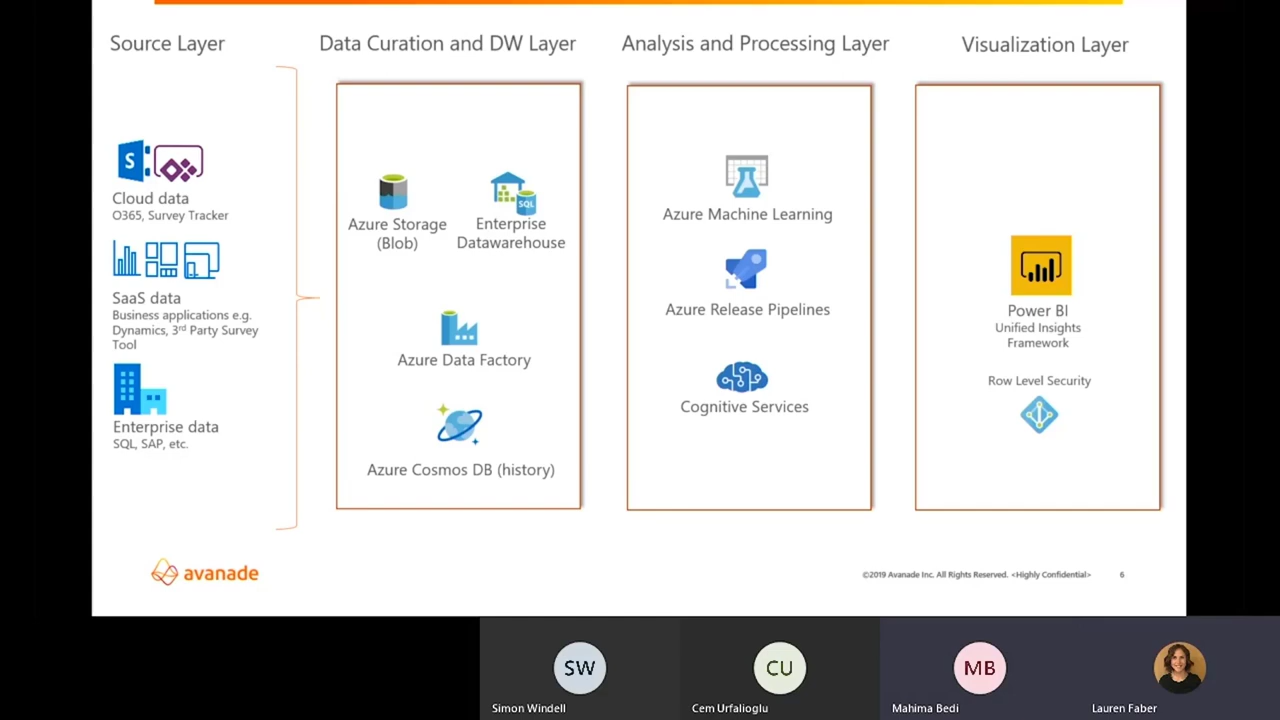 Source Layer
Data Curation and DW Layer
Analysis and Processing Layer
Visualization Layer
S
Cloud data
O365, Survey Tracker
SaaS data
Business applications e.g.
Dynamics, 3rd Party Survey
Tool
Enterprise data
SQL, SAP, etc.
Azure Storage
(Blob)
SQL
Enterprise
Datawarehouse
Azure Data Factory
Azure Cosmos DB (history)
Azure Machine Learning
Azure Release Pipelines
Cognitive Services
Power BI
Unified Insights
Framework
Row Level Security
avanade
©2019 Avanade Inc. All Rights Reserved. <Highly Confidential>
6
SW
Simon Windell
CU
Cem Urfalioglu
MB
Mahima Bedi
Lauren Faber